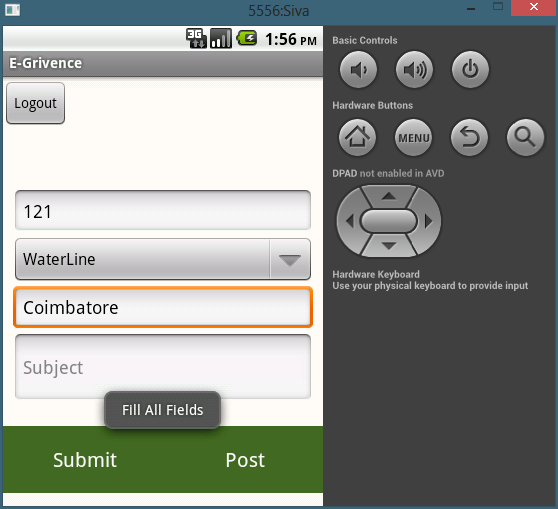 5556:Siva
3G 1:56 PM
E-Grivence
Logout
121
WaterLine
Coimbatore
Subject
Fill All Fields
Submit Post
Basic Controls
Hardware Buttons
MENU
DPAD not enabled in AVD
Hardware Keyboard
Use your physical keyboard to provide input